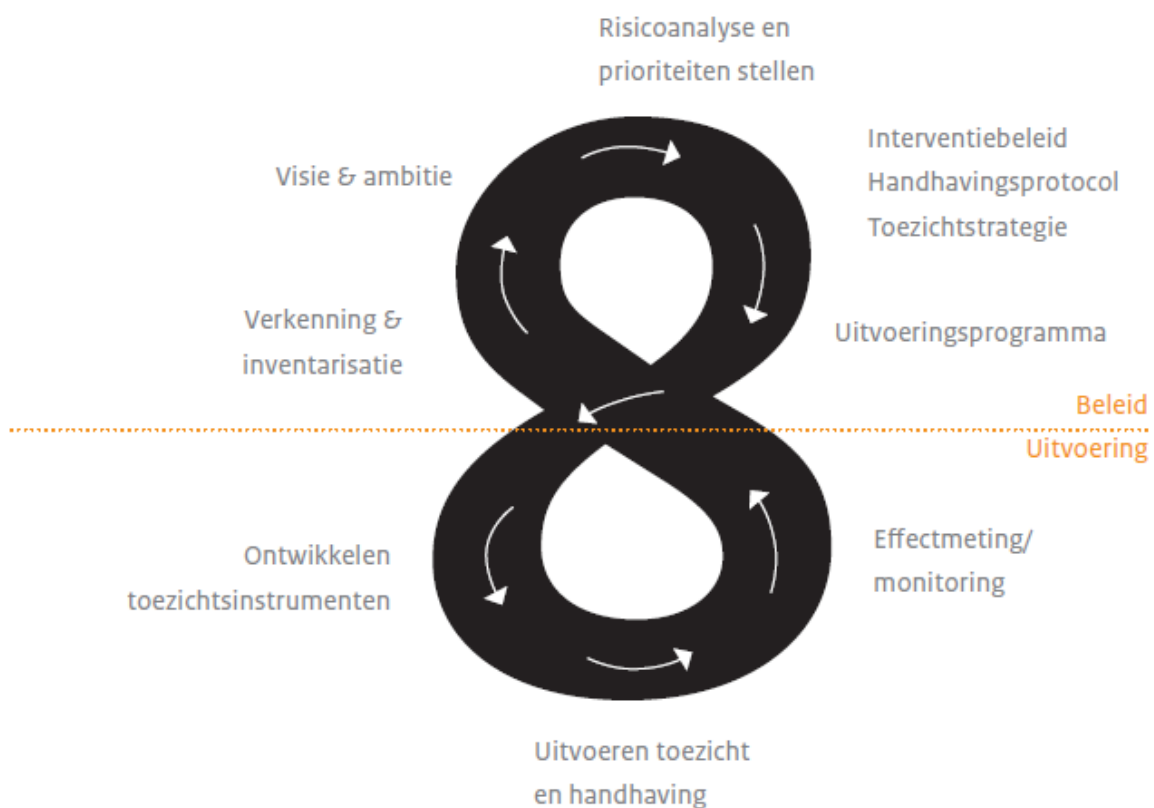 Risicoanalyse en
prioriteiten stellen
Interventiebeleid
Handhavingsprotocol
Toezichtstrategie
Visie & ambitie
Verkenning &
inventarisatie
Uitvoeringsprogramma
Beleid
Uitvoering
Ontwikkelen
toezichtsinstrumenten
Effectmeting/
monitoring
Uitvoeren toezicht
en handhaving